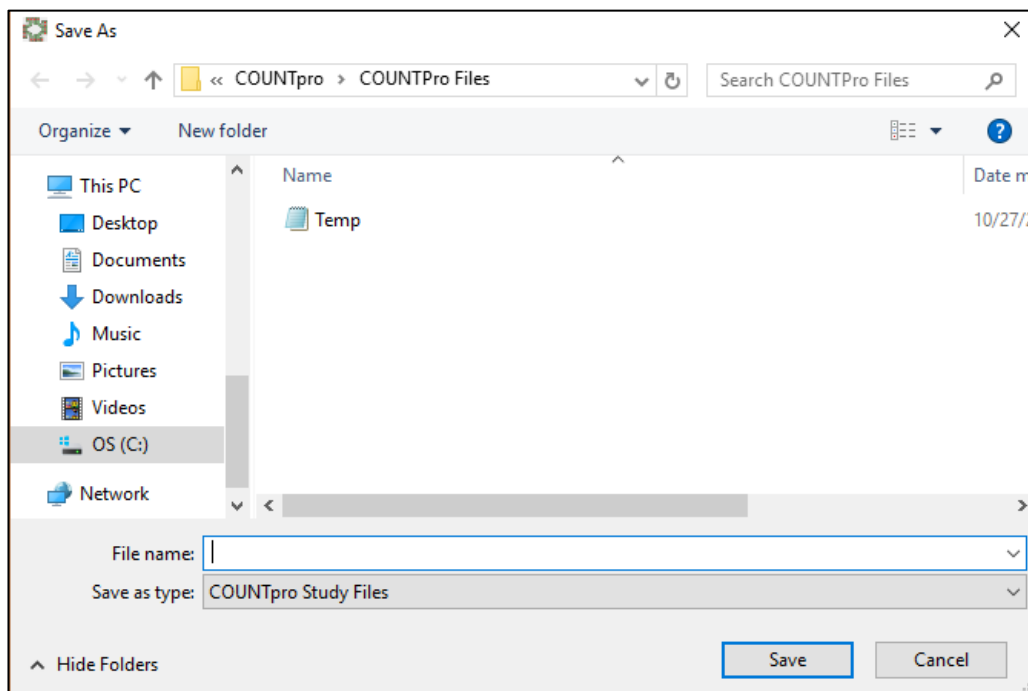 Save As
« COUNTpro > COUNTPro Files
Search COUNTPro Files
Organize
New folder
This PC
Desktop
Documents
Downloads
Music
Pictures
Videos
OS (C:)
Network
Name
Date m
Temp
10/27/2
File name:
Save as type: COUNTpro Study Files
Hide Folders
Save
Cancel